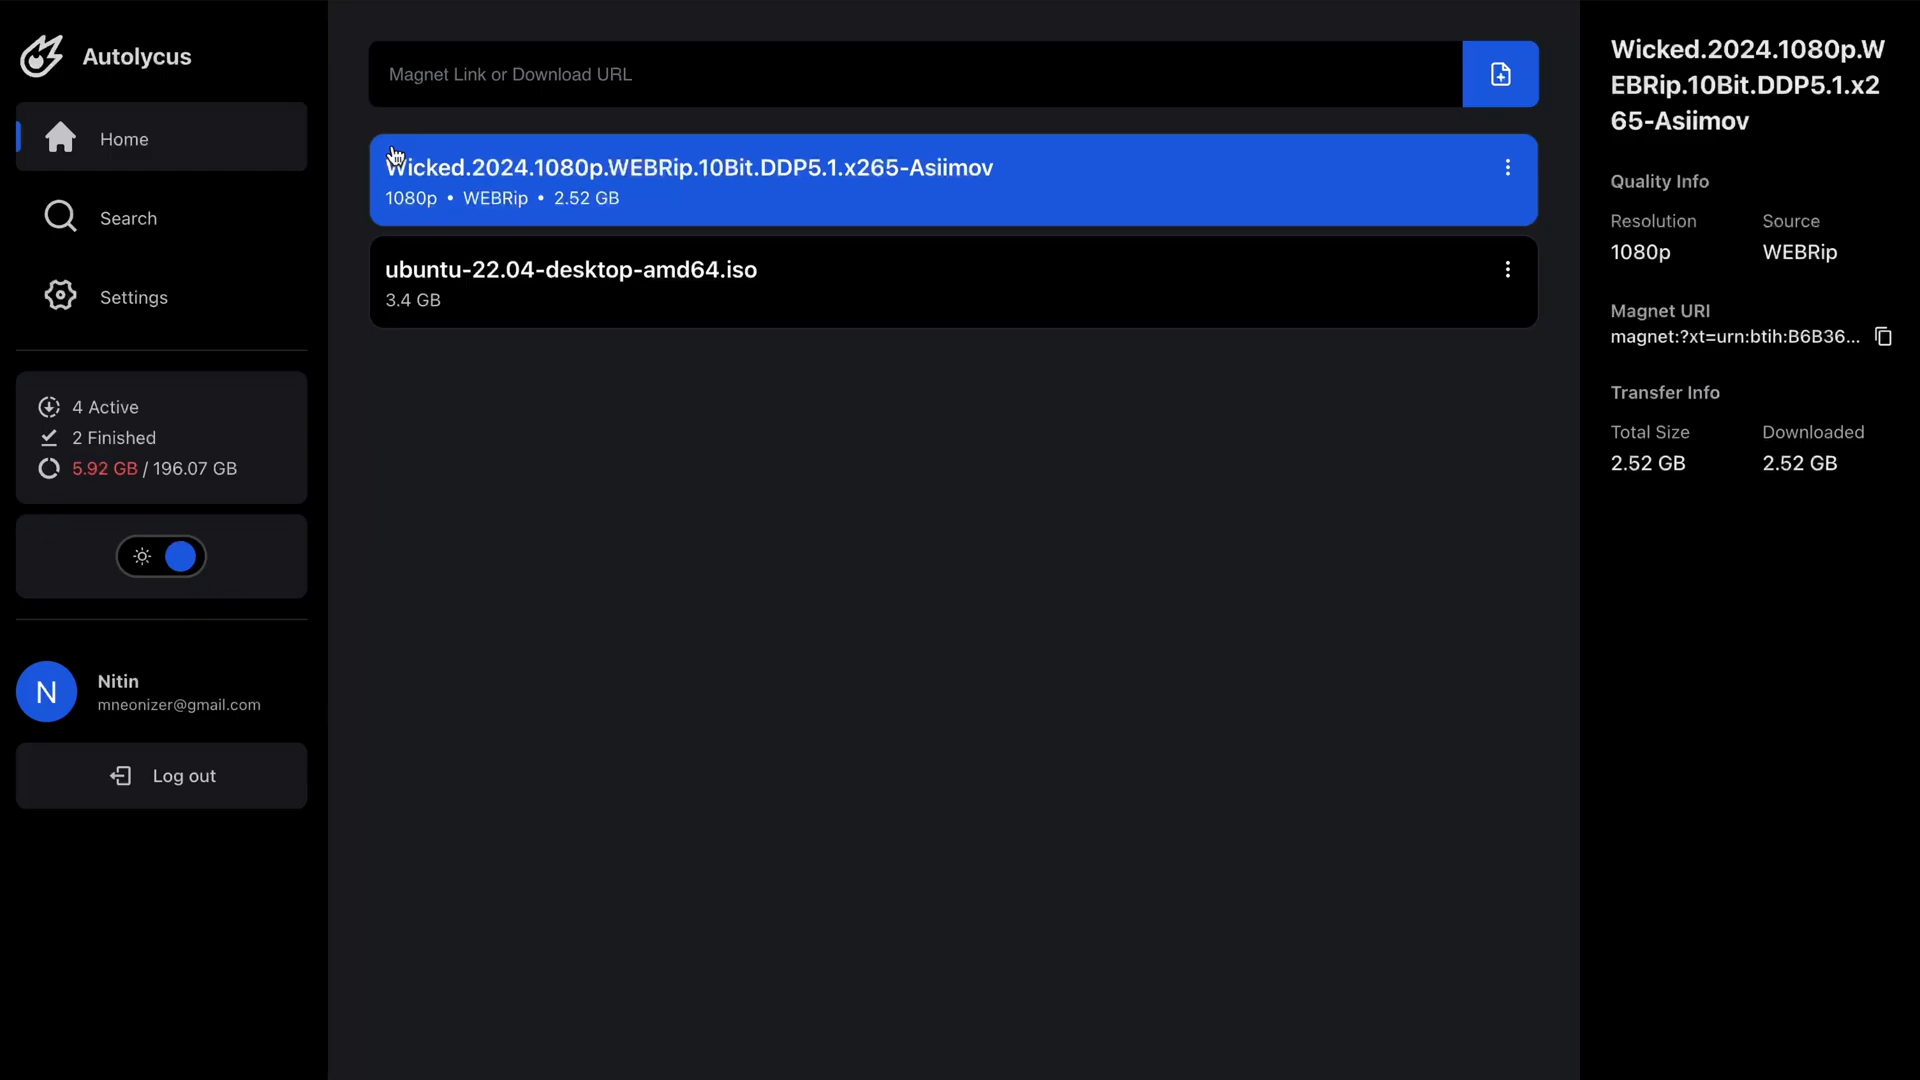 Autolycus
Home
Search
Settings
4 Active
2 Finished
5.92 GB / 196.07 GB
N
Nitin
mneonizer@gmail.com
Log out
Magnet Link or Download URL
Wicked.2024.1080p.WEBRip.10Bit.DDP5.1.x265-Asiimov
1080p • WEBRip • 2.52 GB
ubuntu-22.04-desktop-amd64.iso
3.4 GB
Wicked.2024.1080p.W
EBRip.10Bit.DDP5.1.x2
65-Asiimov
Quality Info
Resolution Source
1080p WEBRip
Magnet URI
magnet:?xt=urn:btih:B6B36...
Transfer Info
Total Size Downloaded
2.52 GB 2.52 GB